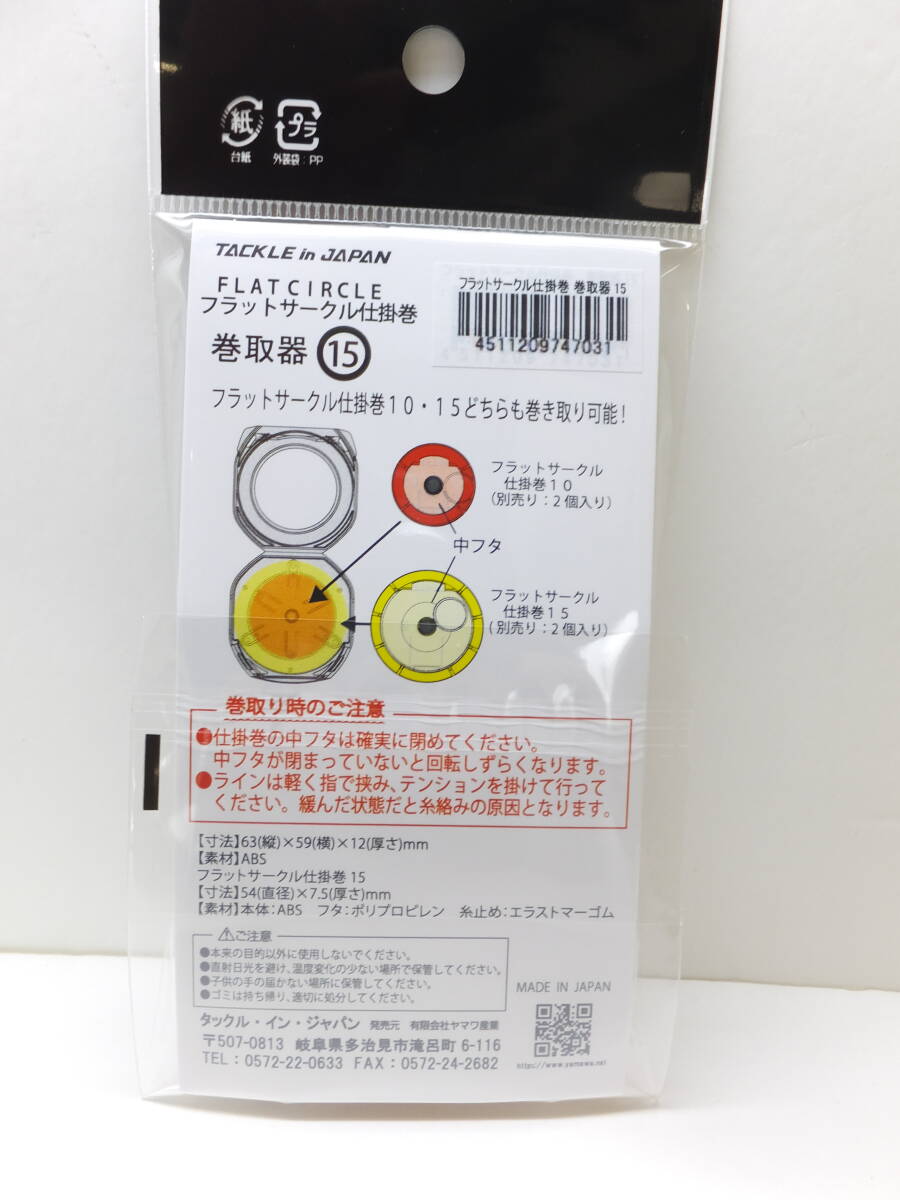 紙
台紙
プラ
外装袋:PP
TACKLE in JAPAN
FLAT CIRCLE
フラットサークル仕掛巻
巻取器 ⑮
フラットサークル仕掛巻 巻取器 15
4511209747031
フラットサークル仕掛巻10・15どちらも巻き取り可能!
フラットサークル
仕掛巻10
(別売り:2個入り)
中フタ
フラットサークル
仕掛巻15
(別売り:2個入り)
巻取り時のご注意
●仕掛巻の中フタは確実に閉めてください。
中フタが閉まっていないと回転しずらくなります。
●ラインは軽く指で挟み、テンションを掛けて行って
ください。緩んだ状態だと糸絡みの原因となります。
【寸法】63(縦)×59(横)×12(厚さ)mm
【素材】ABS
フラットサークル仕掛巻 15
【寸法】54(直径)×7.5(厚さ)mm
【素材】本体:ABS フタ:ポリプロピレン 糸止め:エラストマーゴム
⚠ご注意
●本来の目的以外に使用しないでください。
●直射日光を避け、温度変化の少ない場所で保管してください。
●子供の手の届かない場所に保管してください。
●ゴミは持ち帰り、適切に処分してください。
MADE IN JAPAN
タックル・イン・ジャパン 発売元 有限会社ヤマワ産業
〒507-0813 岐阜県多治見市滝呂町 6-116
TEL:0572-22-0633 FAX:0572-24-2682
http://www.yamawa.net